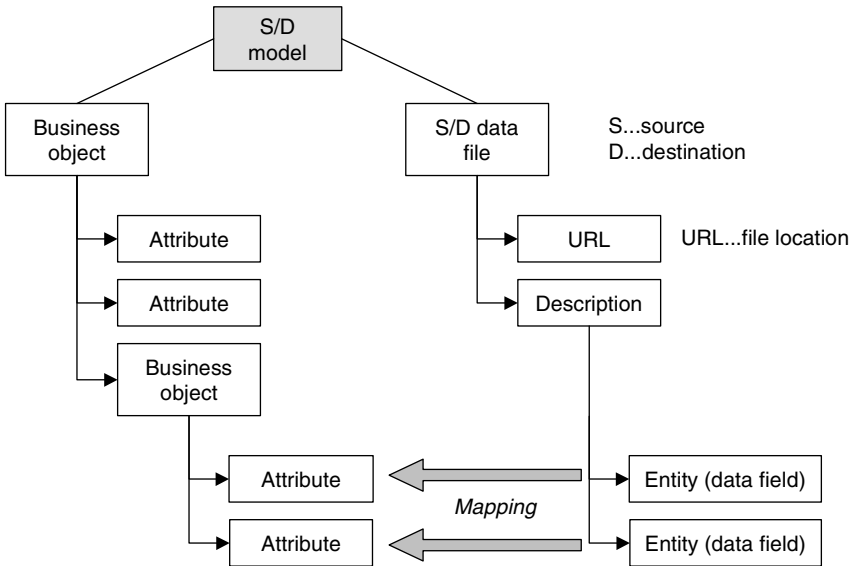 S/D
model
Business
object
S/D data
file
S...source
D...destination
Attribute
URL
URL...file location
Attribute
Description
Business
object
Attribute
Entity (data field)
Mapping
Attribute
Entity (data field)